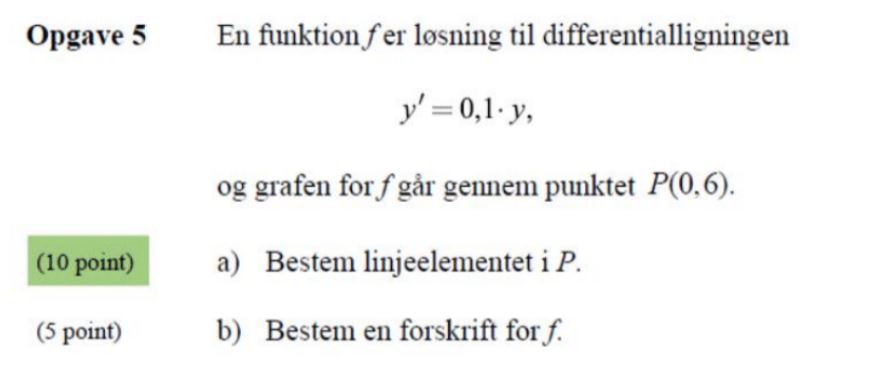 Opgave 5 En funktion f er løsning til differentialligningen
y′ = 0,1· y,
og grafen for f går gennem punktet P(0,6).
(10 point) a) Bestem linjeelementet i P.
(5 point) b) Bestem en forskrift for f.